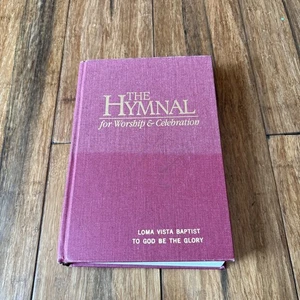 THE
HYMNAL
for Worship & Celebration
LOMA VISTA BAPTIST
TO GOD BE THE GLORY